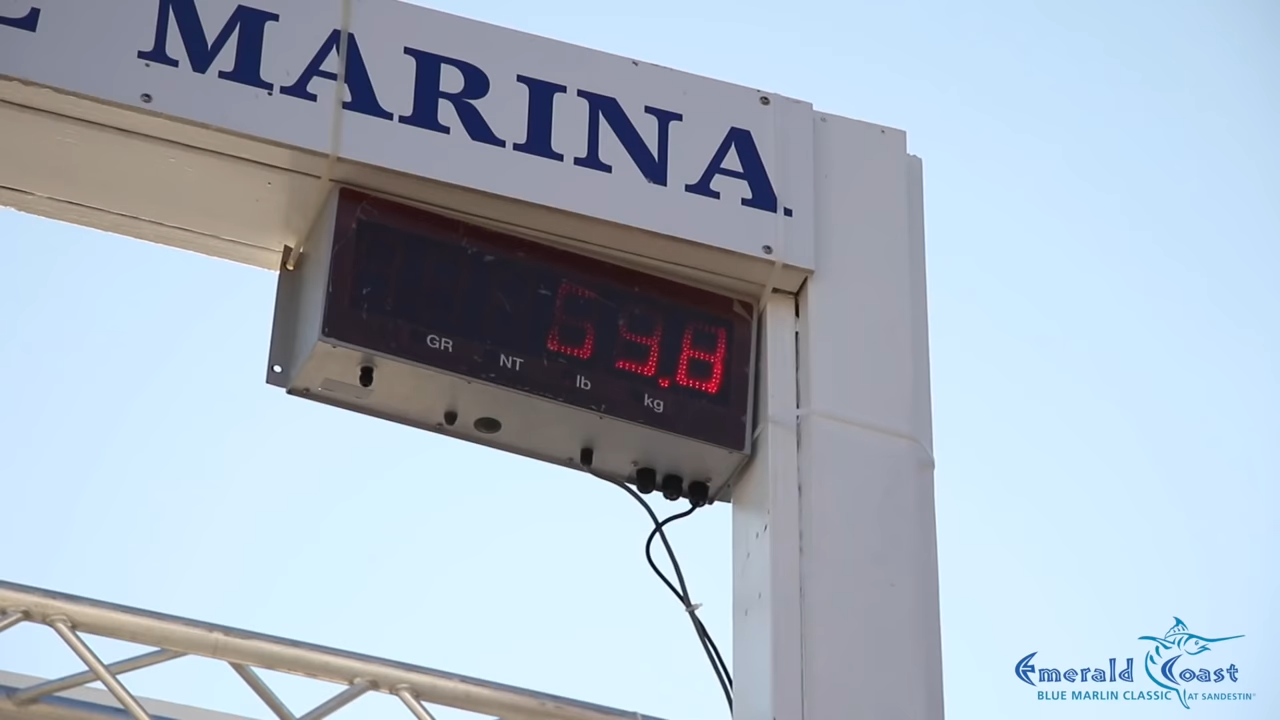 MARINA
59.8
GR NT lb kg
Emerald Coast
BLUE MARLIN CLASSIC AT SANDESTIN